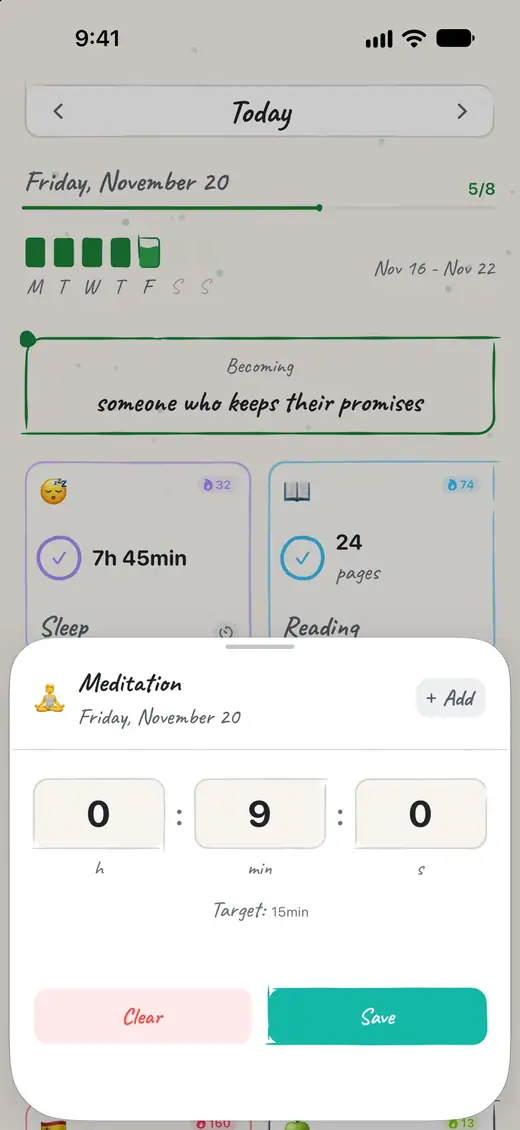 9:41
Today
Friday, November 20
5/8
M T W T F S S
Nov 16 - Nov 22
Becoming
someone who keeps their promises
32
74
7h 45min
24
pages
Sleep
Reading
Meditation
Friday, November 20
+ Add
0 : 9 : 0
h min s
Target: 15min
Clear
Save
160
13